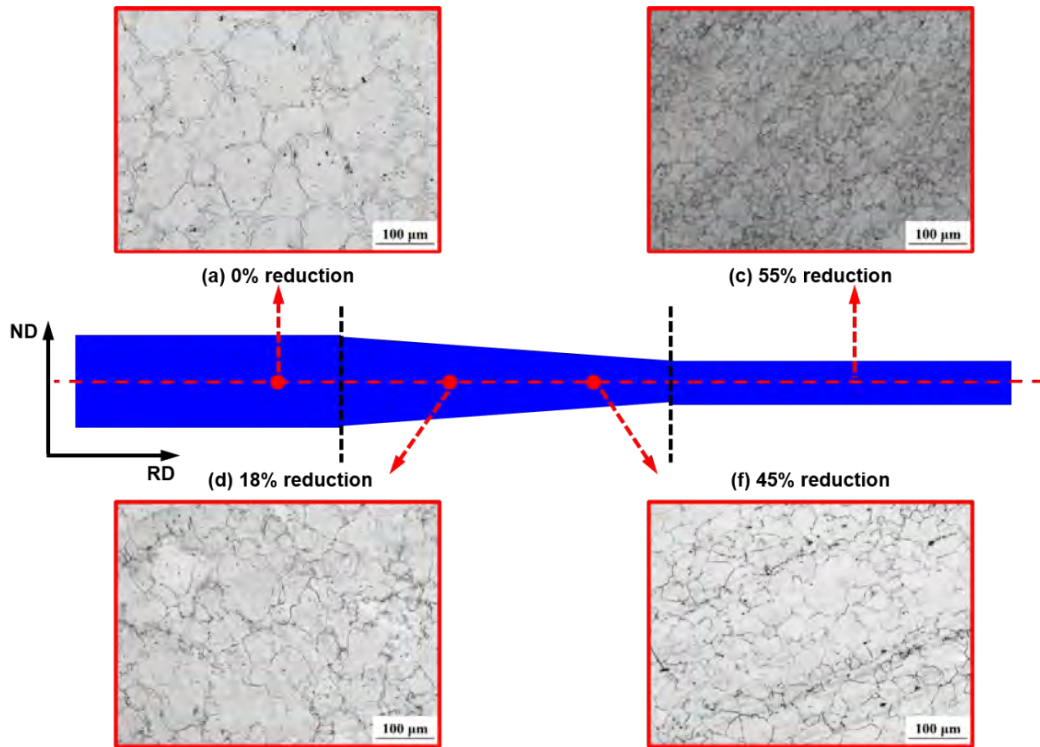 100 µm
100 µm
(a) 0% reduction
(c) 55% reduction
ND
RD
(d) 18% reduction
(f) 45% reduction
100 µm
100 µm